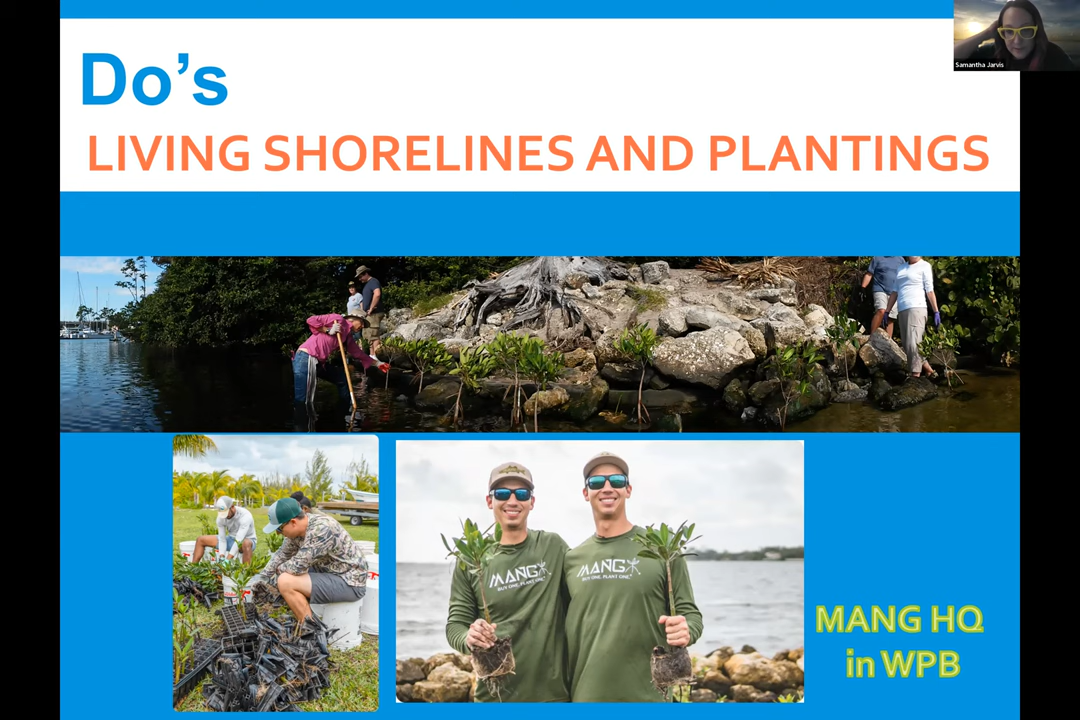 Do’s
LIVING SHORELINES AND PLANTINGS
Samantha Jarvis
MANG
BUY ONE. PLANT ONE.
MANG
BUY ONE. PLANT ONE.
MANG HQ
in WPB